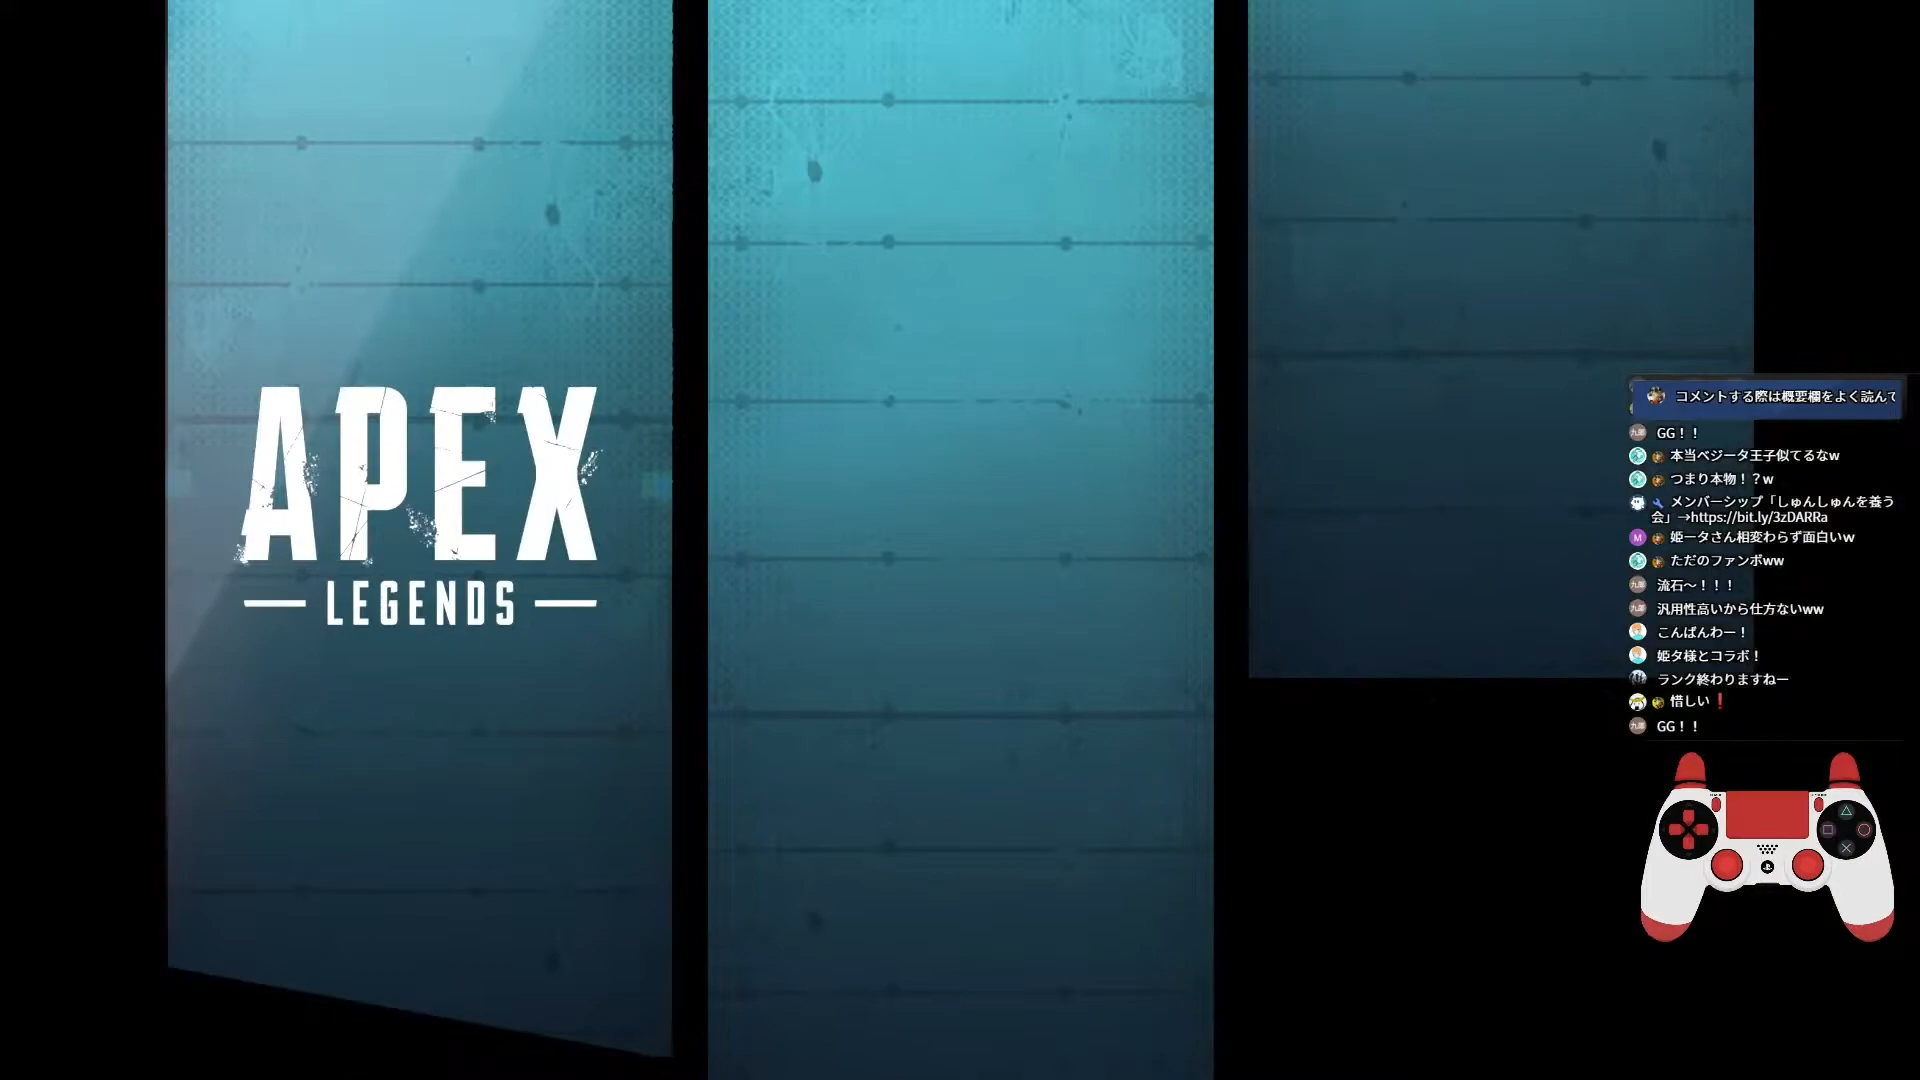 APEX
LEGENDS
コメントする際は概要欄をよく読んで
GG！！
本当ベジータ王子似てるなw
つまり本物！？w
メンバーシップ「しゅんしゅんを養う
会」→https://bit.ly/3zDARRa
姫ータさん相変わらず面白いw
ただのファンボww
流石〜！！！
汎用性高いから仕方ないww
こんばんわー！
姫タ様とコラボ！
ランク終わりますねー
惜しい❗
GG！！